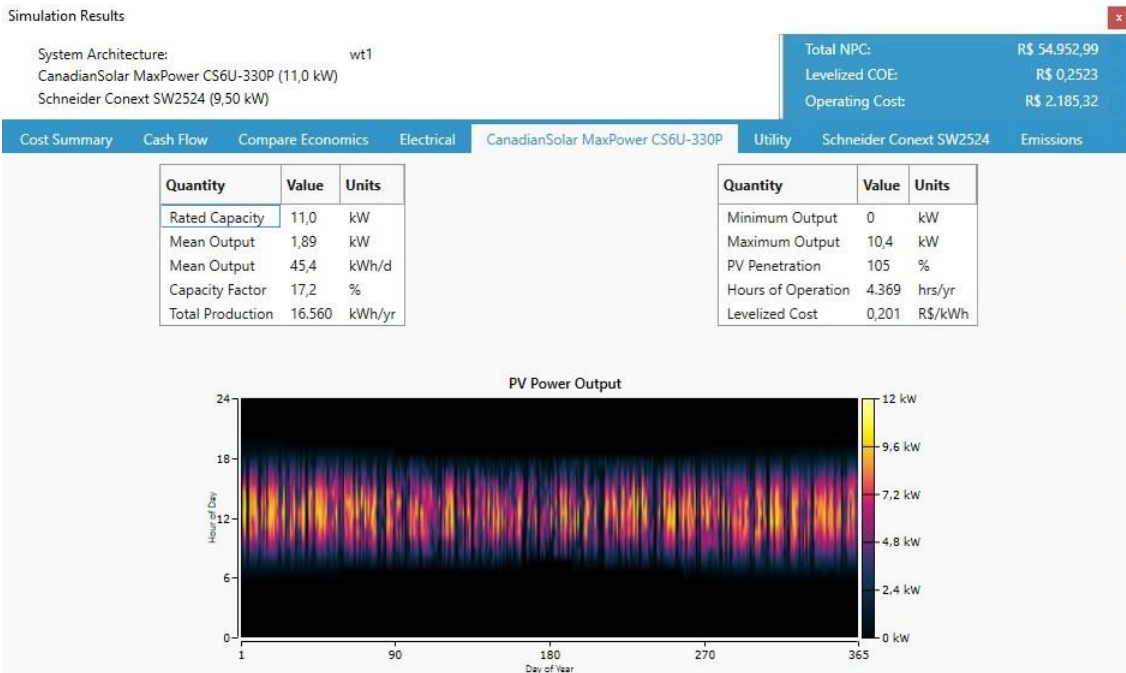 Simulation Results
x
System Architecture: wt1
CanadianSolar MaxPower CS6U-330P (11,0 kW)
Schneider Conext SW2524 (9,50 kW)
Total NPC: R$ 54.952,99
Levelized COE: R$ 0,2523
Operating Cost: R$ 2.185,32
Cost Summary Cash Flow Compare Economics Electrical CanadianSolar MaxPower CS6U-330P Utility Schneider Conext SW2524 Emissions
Quantity Value Units
Rated Capacity 11,0 kW
Mean Output 1,89 kW
Mean Output 45,4 kWh/d
Capacity Factor 17,2 %
Total Production 16.560 kWh/yr
Quantity Value Units
Minimum Output 0 kW
Maximum Output 10,4 kW
PV Penetration 105 %
Hours of Operation 4.369 hrs/yr
Levelized Cost 0,201 R$/kWh
PV Power Output
24
18
12
6
0
Hour of Day
1 90 180 270 365
Day of Year
12 kW
9,6 kW
7,2 kW
4,8 kW
2,4 kW
0 kW